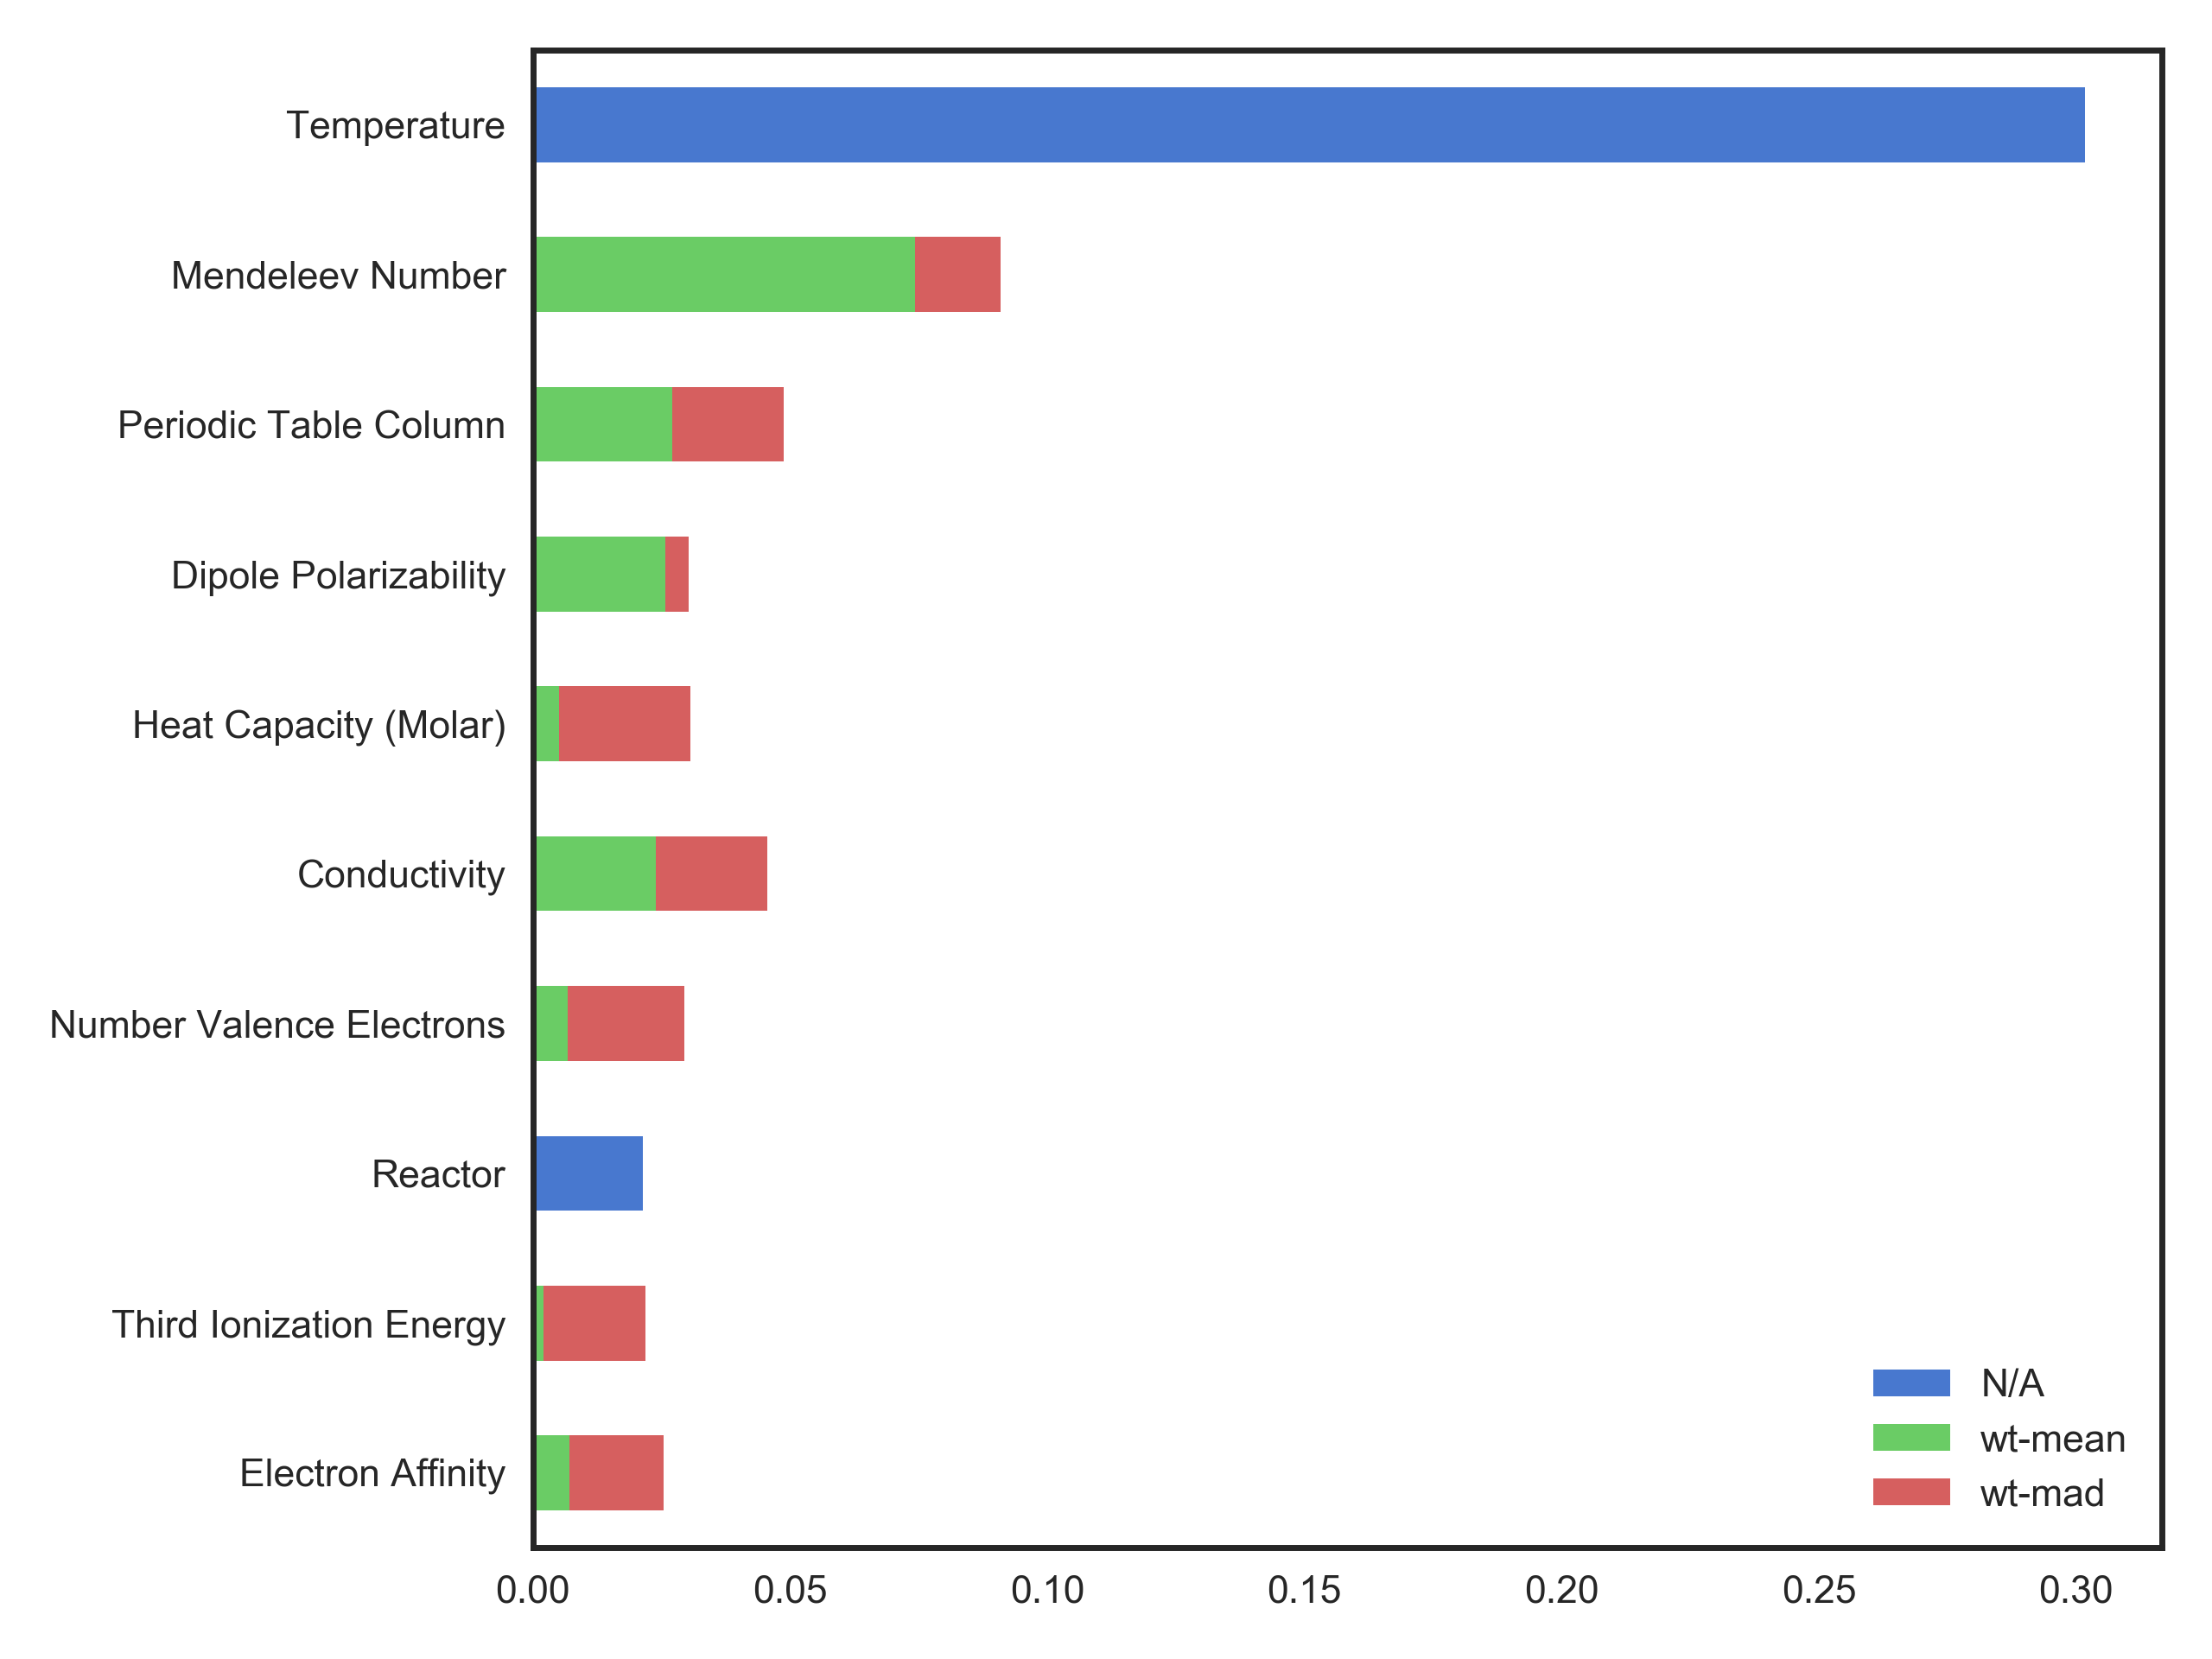 Temperature
Mendeleev Number
Periodic Table Column
Dipole Polarizability
Heat Capacity (Molar)
Conductivity
Number Valence Electrons
Reactor
Third Ionization Energy
Electron Affinity
N/A
wt-mean
wt-mad
0.00 0.05 0.10 0.15 0.20 0.25 0.30